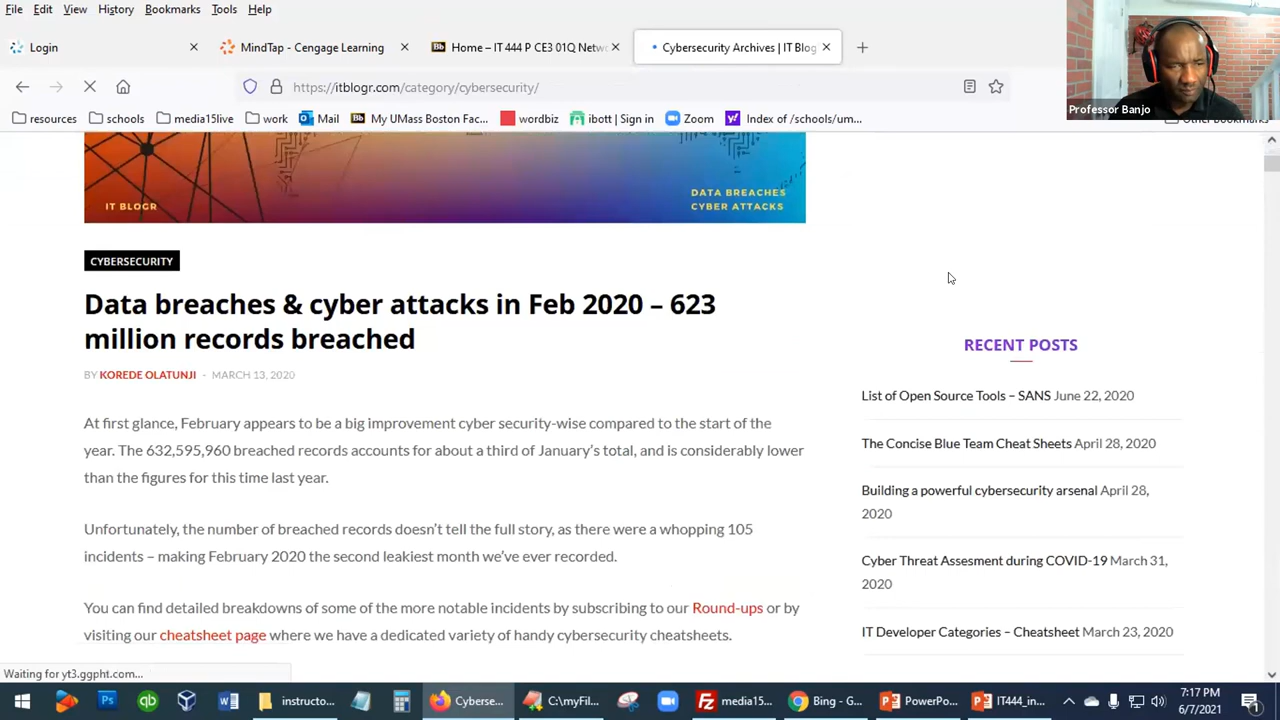 File Edit View History Bookmarks Tools Help
Login
MindTap - Cengage Learning
Home – IT 444 P CE3 01Q Netw
Cybersecurity Archives | IT Blog
https://itblogr.com/category/cybersecurity/
resources schools media15live work Mail My UMass Boston Fac... wordbiz ibott | Sign in Zoom Index of /schools/um...
Professor Banjo
Other Bookmarks
IT BLOGR
DATA BREACHES
CYBER ATTACKS
CYBERSECURITY
Data breaches & cyber attacks in Feb 2020 – 623
million records breached
BY KOREDE OLATUNJI - MARCH 13, 2020
At first glance, February appears to be a big improvement cyber security-wise compared to the start of the
year. The 632,595,960 breached records accounts for about a third of January's total, and is considerably lower
than the figures for this time last year.
Unfortunately, the number of breached records doesn't tell the full story, as there were a whopping 105
incidents – making February 2020 the second leakiest month we've ever recorded.
You can find detailed breakdowns of some of the more notable incidents by subscribing to our Round-ups or by
visiting our cheatsheet page where we have a dedicated variety of handy cybersecurity cheatsheets.
RECENT POSTS
List of Open Source Tools – SANS June 22, 2020
The Concise Blue Team Cheat Sheets April 28, 2020
Building a powerful cybersecurity arsenal April 28,
2020
Cyber Threat Assesment during COVID-19 March 31,
2020
IT Developer Categories – Cheatsheet March 23, 2020
Waiting for yt3.ggpht.com...
instructo... Cyberse... C:\myFil... media15... Bing - G... PowerPo... IT444_in...
7:17 PM
6/7/2021